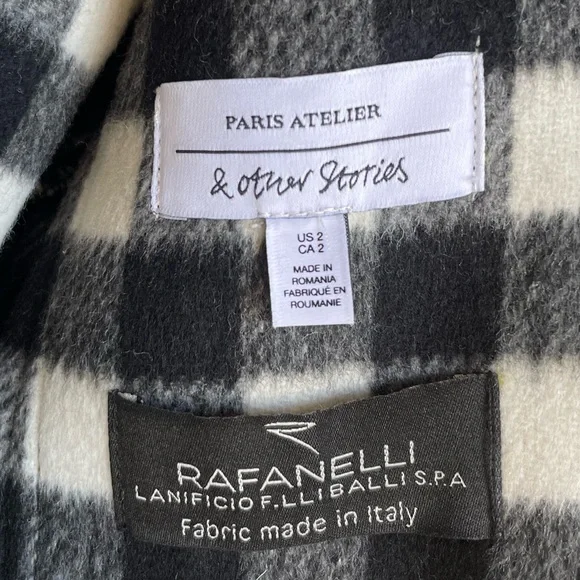 PARIS ATELIER
& other Stories
US 2
CA 2
MADE IN
ROMANIA
FABRIQUÉ EN
ROUMANIE
RAFANELLI
LANIFICIO F.LLI BALLI S.P.A
Fabric made in Italy